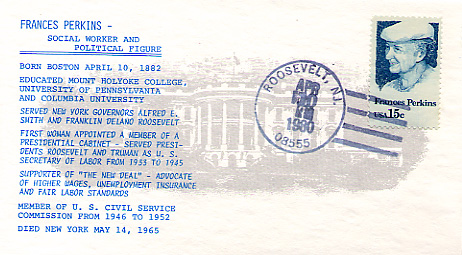 FRANCES PERKINS -
SOCIAL WORKER AND
POLITICAL FIGURE
BORN BOSTON APRIL 10, 1882
EDUCATED MOUNT HOLYOKE COLLEGE,
UNIVERSITY OF PENNSYLVANIA
AND COLUMBIA UNIVERSITY
SERVED NEW YORK GOVERNORS ALFRED E.
SMITH AND FRANKLIN DELANO ROOSEVELT
FIRST WOMAN APPOINTED A MEMBER OF A
PRESIDENTIAL CABINET - SERVED PRESI-
DENTS ROOSEVELT AND TRUMAN AS U. S.
SECRETARY OF LABOR FROM 1933 TO 1945
SUPPORTER OF "THE NEW DEAL" - ADVOCATE
OF HIGHER WAGES, UNEMPLOYMENT INSURANCE
AND FAIR LABOR STANDARDS
MEMBER OF U. S. CIVIL SERVICE
COMMISSION FROM 1946 TO 1952
DIED NEW YORK MAY 14, 1965
ROOSEVELT, N.J.
APR
1980
08555
Frances Perkins
USA 15c